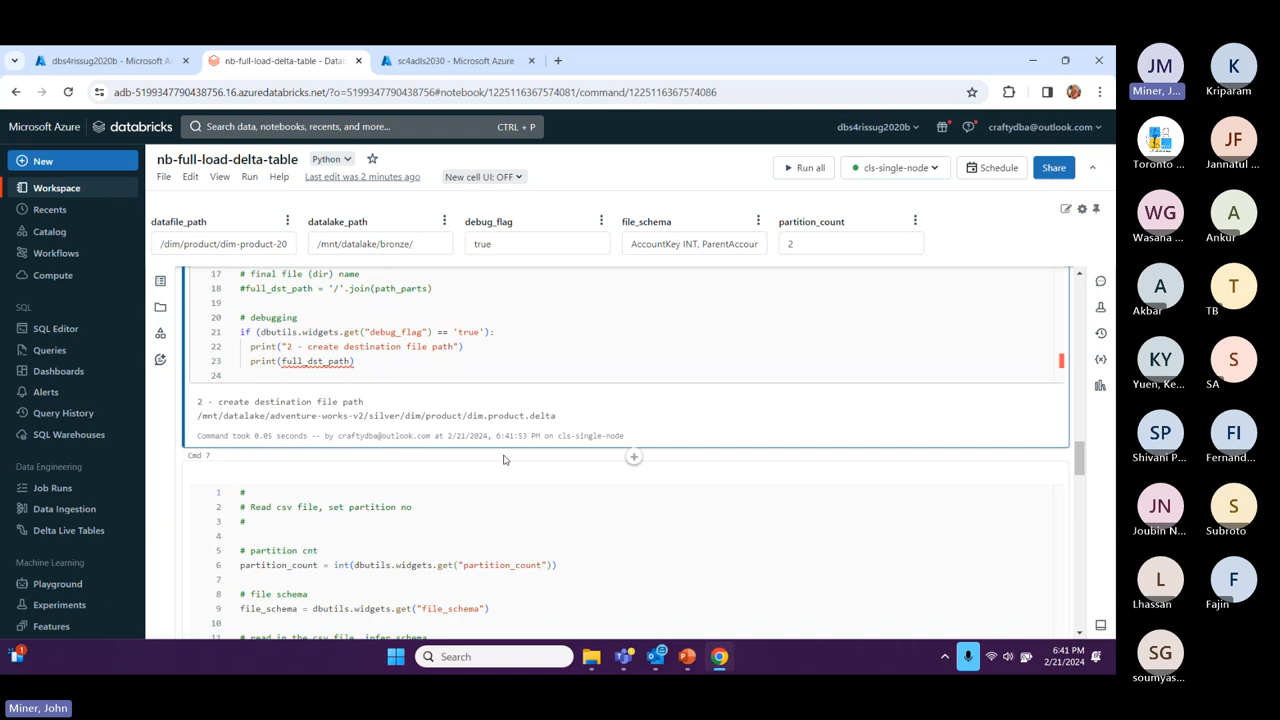 dbs4rissug2020b - Microsoft A
nb-full-load-delta-table - Datab
sc4adls2030 - Microsoft Azure
adb-5199347790438756.16.azuredatabricks.net/?o=5199347790438756#notebook/1225116367574081/command/1225116367574086
Microsoft Azure
databricks
Search data, notebooks, recents, and more...
CTRL + P
dbs4rissug2020b
craftydba@outlook.com
New
Workspace
Recents
Catalog
Workflows
Compute
SQL
SQL Editor
Queries
Dashboards
Alerts
Query History
SQL Warehouses
Data Engineering
Job Runs
Data Ingestion
Delta Live Tables
Machine Learning
Playground
Experiments
Features
nb-full-load-delta-table
Python
Run all
cls-single-node
Schedule
Share
File
Edit
View
Run
Help
Last edit was 2 minutes ago
New cell UI: OFF
datafile_path
datalake_path
debug_flag
file_schema
partition_count
/dim/product/dim-product-20
/mnt/datalake/bronze/
true
AccountKey INT, ParentAccour
2
17 # final file (dir) name
18 #full_dst_path = '/'.join(path_parts)
19
20 # debugging
21 if (dbutils.widgets.get("debug_flag") == 'true'):
22 print("2 - create destination file path")
23 print(full_dst_path)
24
2 - create destination file path
/mnt/datalake/adventure-works-v2/silver/dim/product/dim.product.delta
Command took 0.05 seconds -- by craftydba@outlook.com at 2/21/2024, 6:41:53 PM on cls-single-node
Cmd 7
1 #
2 # Read csv file, set partition no
3 #
4
5 # partition cnt
6 partition_count = int(dbutils.widgets.get("partition_count"))
7
8 # file schema
9 file_schema = dbutils.widgets.get("file_schema")
10
11 # read in the csv file, infer schema
1
Search
6:41 PM
2/21/2024
JM
Miner, J...
K
Kriparam
Toronto ...
JF
Jannatul ...
WG
Wasana ...
A
Ankur
A
Akbar
T
TB
KY
Yuen, Ke...
S
SA
SP
Shivani P...
FI
Fernand...
JN
Joubin N...
S
Subroto
L
Lhassan
F
Fajin
SG
soumyas...
Miner, John